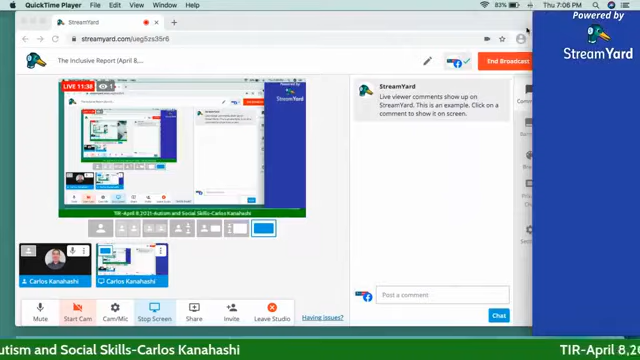 QuickTime Player File Edit View Window Help
83% Thu 7:06 PM
Powered by
StreamYard
StreamYard
streamyard.com/ueg5zs35r6
The Inclusive Report (April 8,...
End Broadcast
LIVE 11:38 1
StreamYard
Live viewer comments show up on
StreamYard. This is an example. Click on a
comment to show it on screen.
TIR-April 8,2021-Autism and Social Skills-Carlos Kanahashi
Carlos Kanahashi
Carlos Kanahashi
Post a comment
Chat
Mute Start Cam Cam/Mic Stop Screen Share Invite Leave Studio
Having issues?
Autism and Social Skills-Carlos Kanahashi
TIR-April 8,20